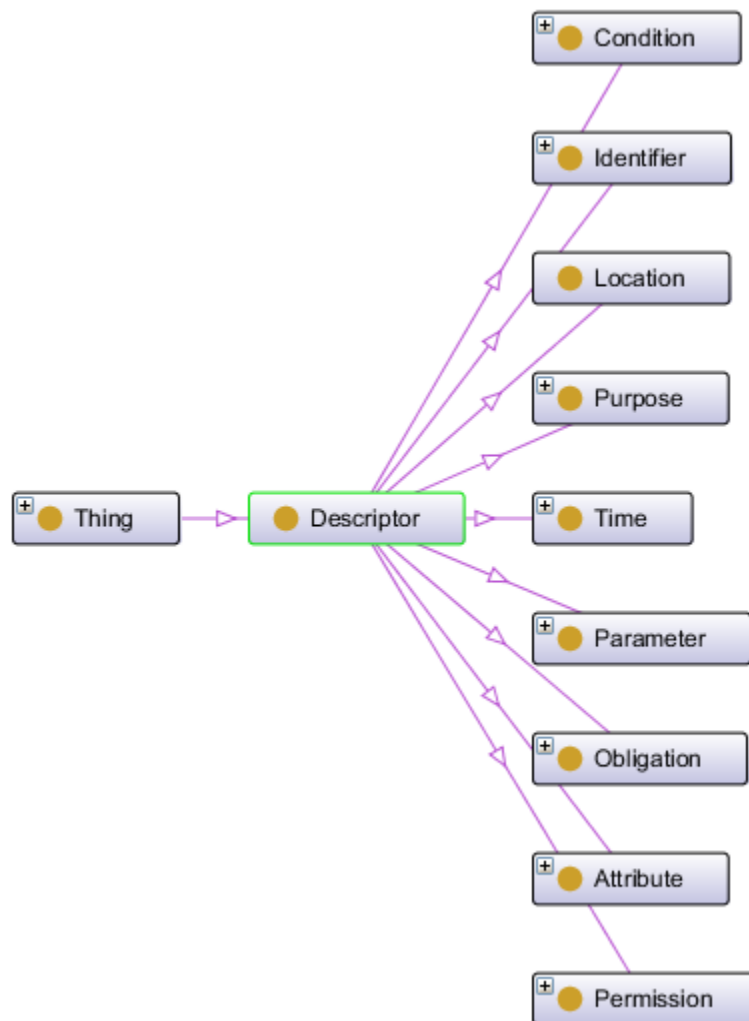 Condition
Identifier
Location
Purpose
Thing
Descriptor
Time
Parameter
Obligation
Attribute
Permission